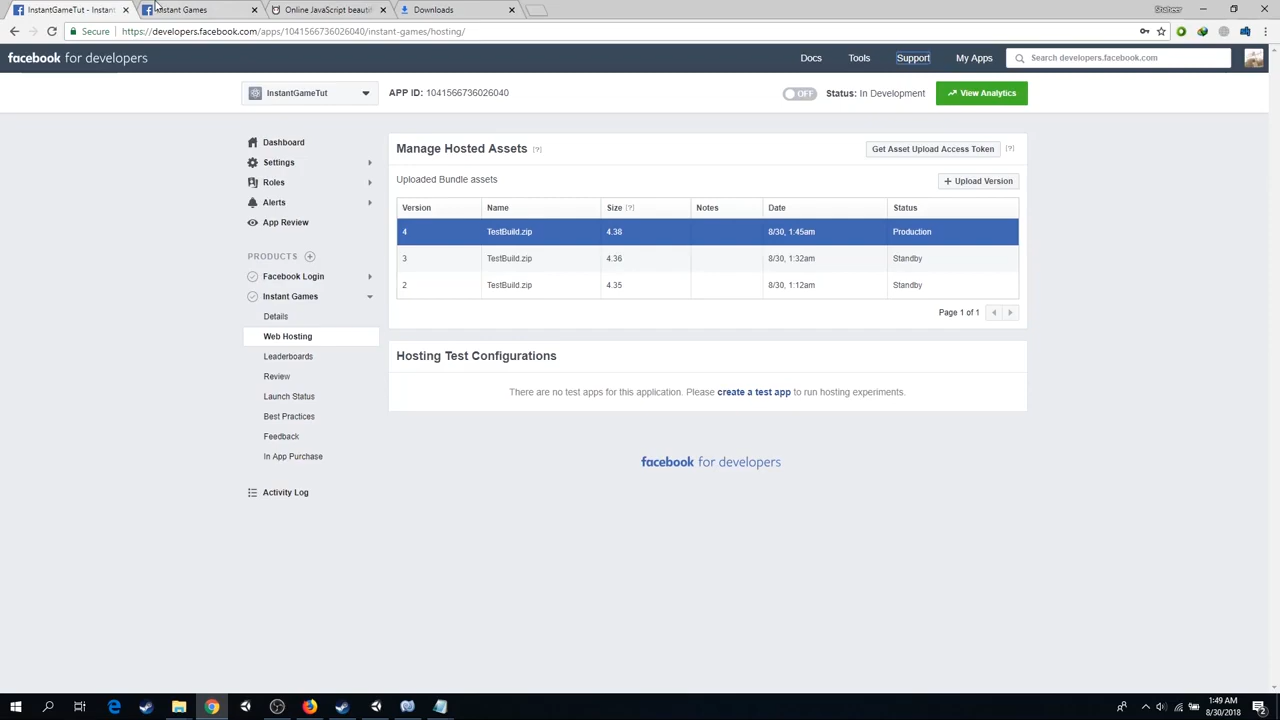 InstantGameTut - Instant
Instant Games
Online JavaScript beautif
Downloads
Shaheer
Secure
https://developers.facebook.com/apps/1041566736026040/instant-games/hosting/
facebook for developers
Docs
Tools
Support
My Apps
Search developers.facebook.com
InstantGameTut
APP ID: 1041566736026040
OFF
Status: In Development
View Analytics
Dashboard
Settings
Roles
Alerts
App Review
PRODUCTS
Facebook Login
Instant Games
Details
Web Hosting
Leaderboards
Review
Launch Status
Best Practices
Feedback
In App Purchase
Activity Log
Manage Hosted Assets [?]
Get Asset Upload Access Token [?]
Uploaded Bundle assets
+ Upload Version
Version Name Size [?] Notes Date Status
4 TestBuild.zip 4.38 8/30, 1:45am Production
3 TestBuild.zip 4.36 8/30, 1:32am Standby
2 TestBuild.zip 4.35 8/30, 1:12am Standby
Page 1 of 1
Hosting Test Configurations
There are no test apps for this application. Please create a test app to run hosting experiments.
facebook for developers
1:49 AM
8/30/2018
2